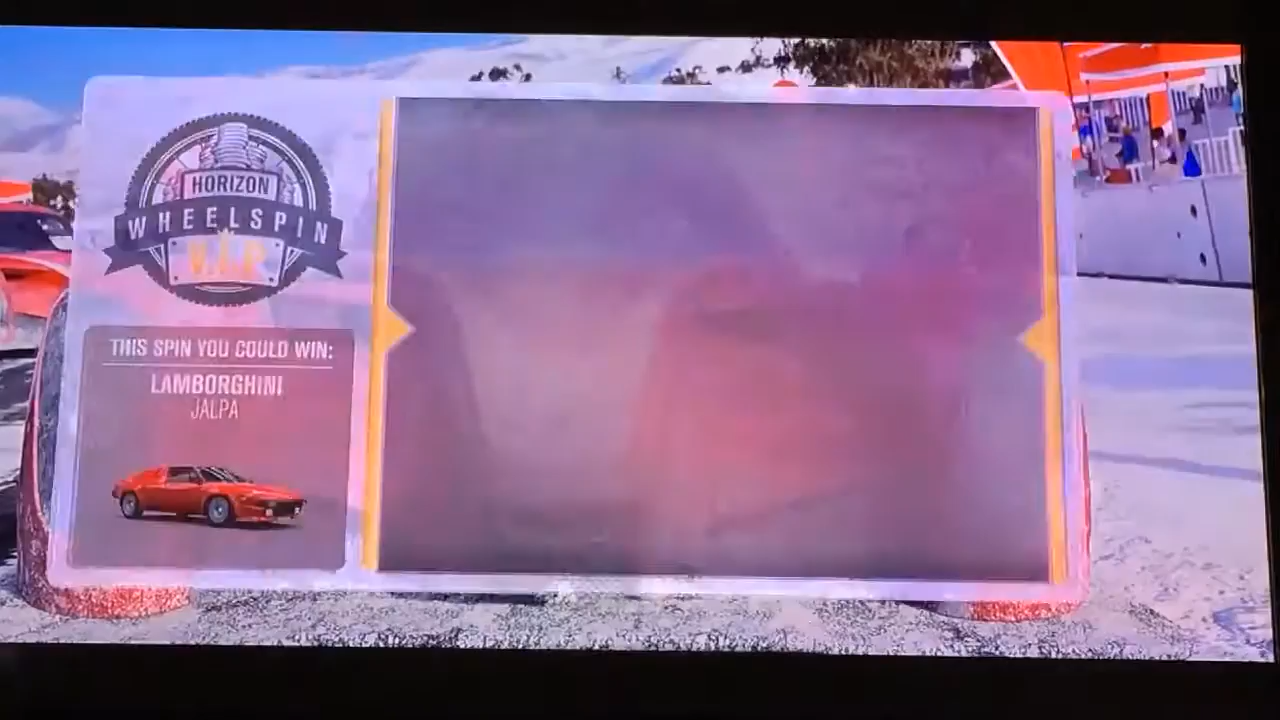 HORIZON
WHEELSPIN
V.I.P
THIS SPIN YOU COULD WIN:
LAMBORGHINI
JALPA